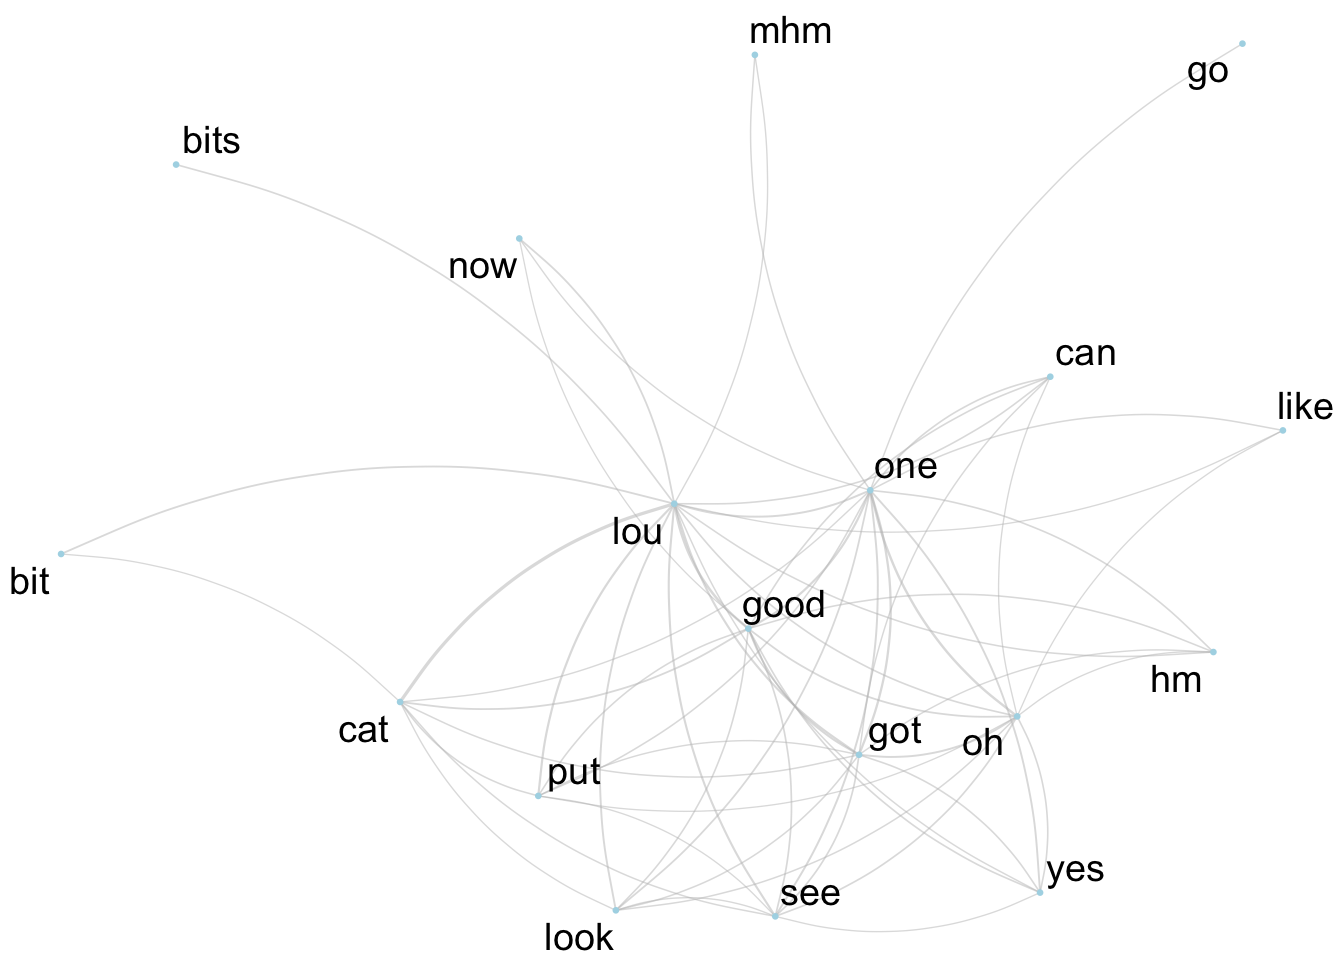 mhm
go
bits
now
can
like
one
lou
bit
good
hm
cat
got
oh
put
yes
see
look